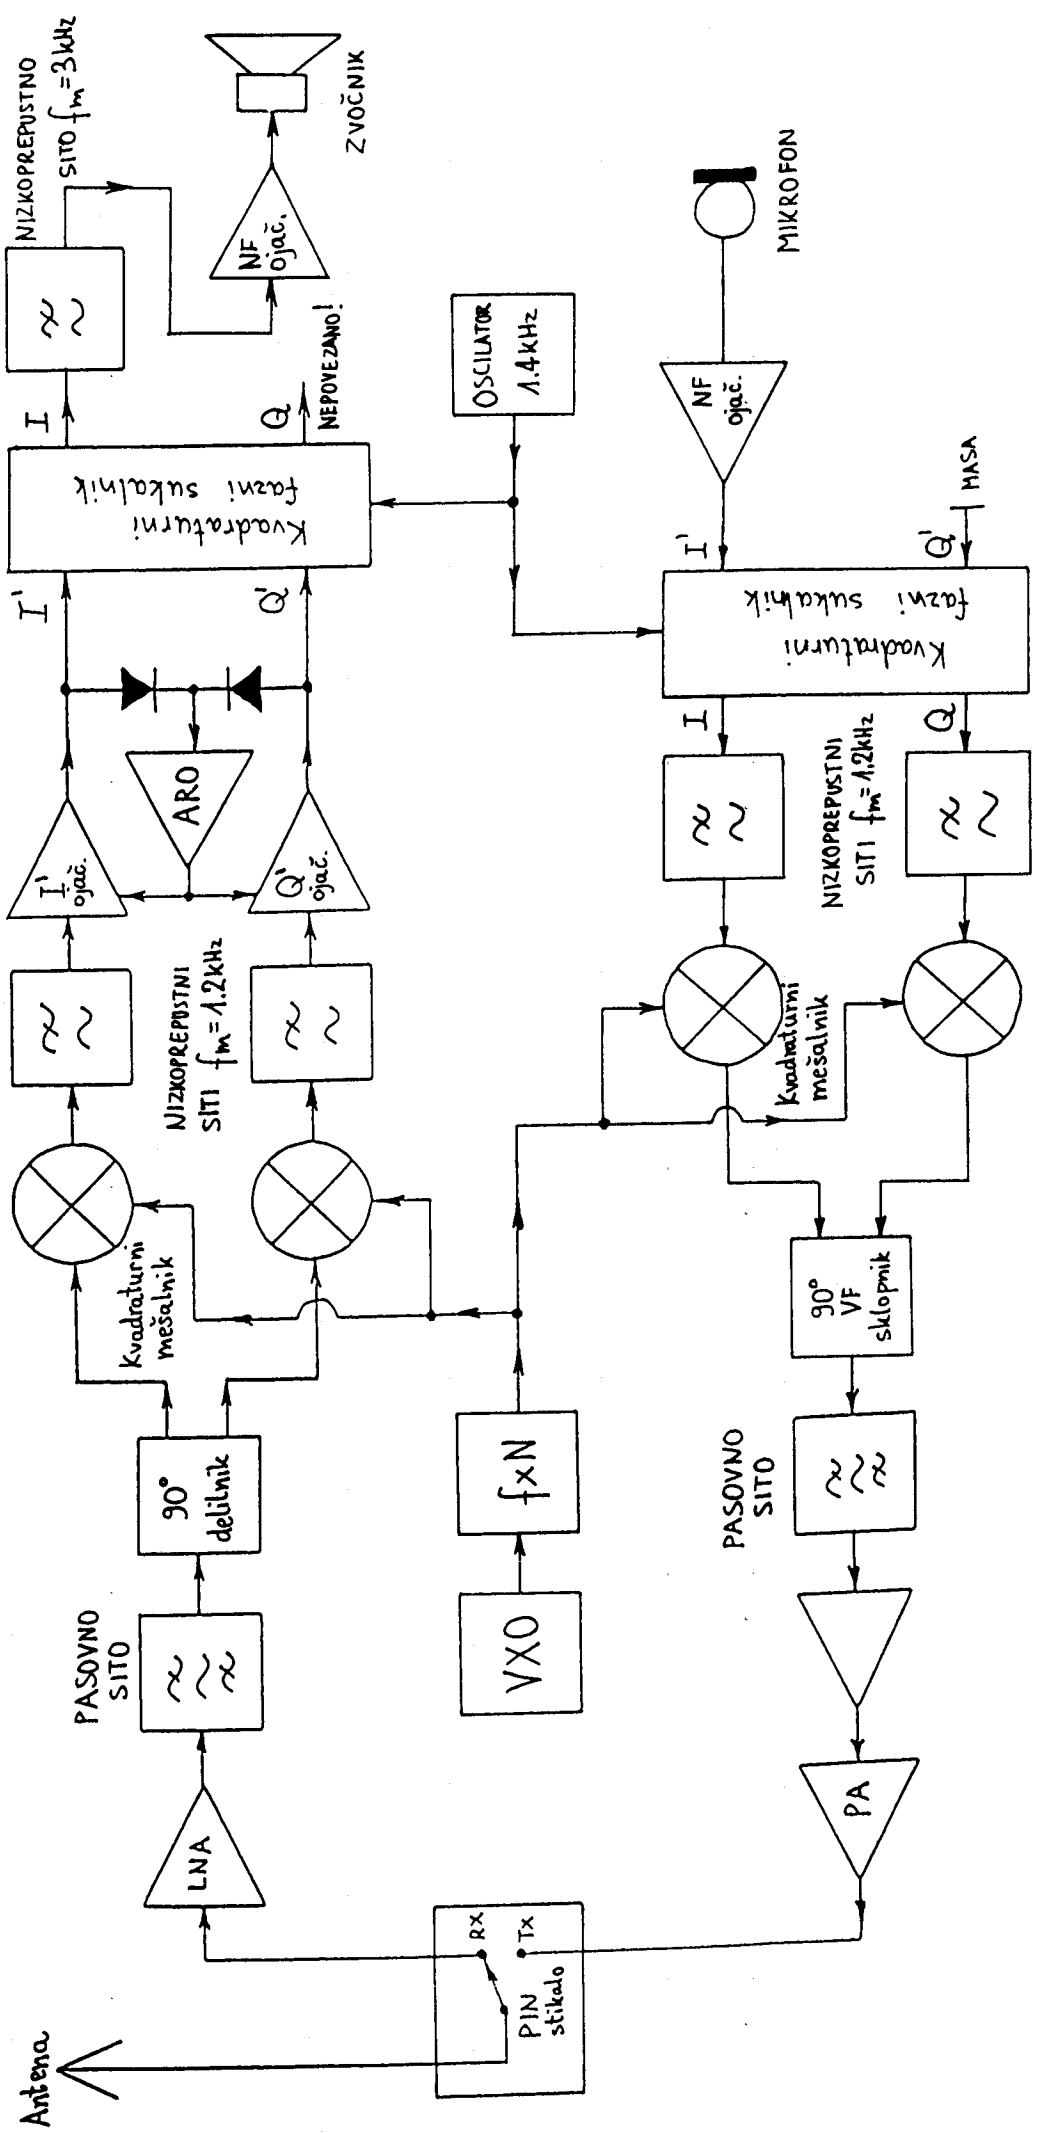 Antena
PIN
stikalo
RX
TX
LNA
PASOVNO
SITO
90°
delilnik
Kvadraturni
mešalnik
NIZKOPREPUSTNI
SITI fm=1.2kHz
I'
ojač.
Q'
ojač.
ARO
I'
Q'
Kvadraturni
fazni sukalnik
I
Q
NEPOVEZANO!
NIZKOPREPUSTNO
SITO fm=3kHz
NF
ojač.
ZVOČNIK
VXO
fxN
OSCILATOR
1.4kHz
PA
PASOVNO
SITO
90°
VF
sklopnik
Kvadraturni
mešalnik
NIZKOPREPUSTNI
SITI fm=1.2kHz
I
Q
Kvadraturni
fazni sukalnik
I'
Q'
MASA
NF
ojač.
MIKROFON